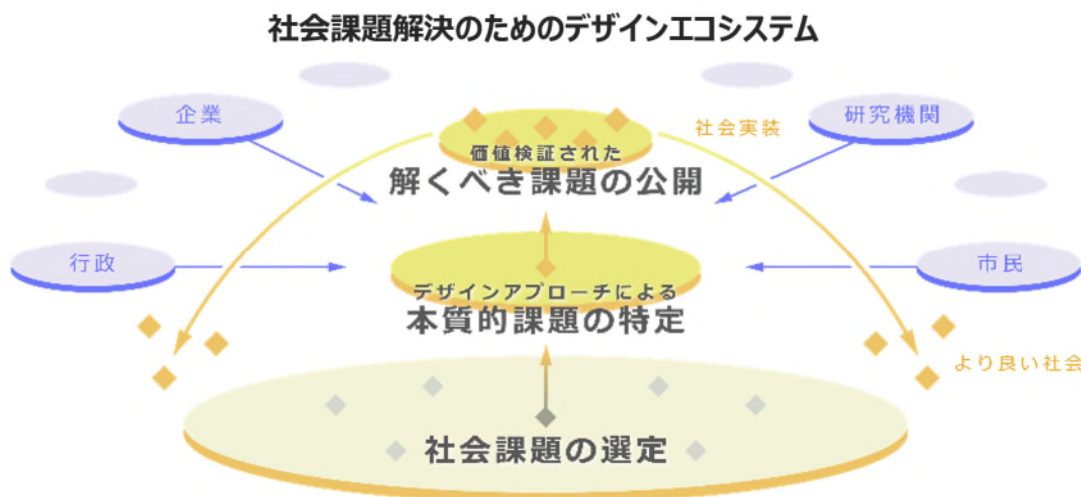 社会課題解決のためのデザインエコシステム
企業
研究機関
社会実装
価値検証された
解くべき課題の公開
行政
市民
デザインアプローチによる
本質的課題の特定
より良い社会
社会課題の選定